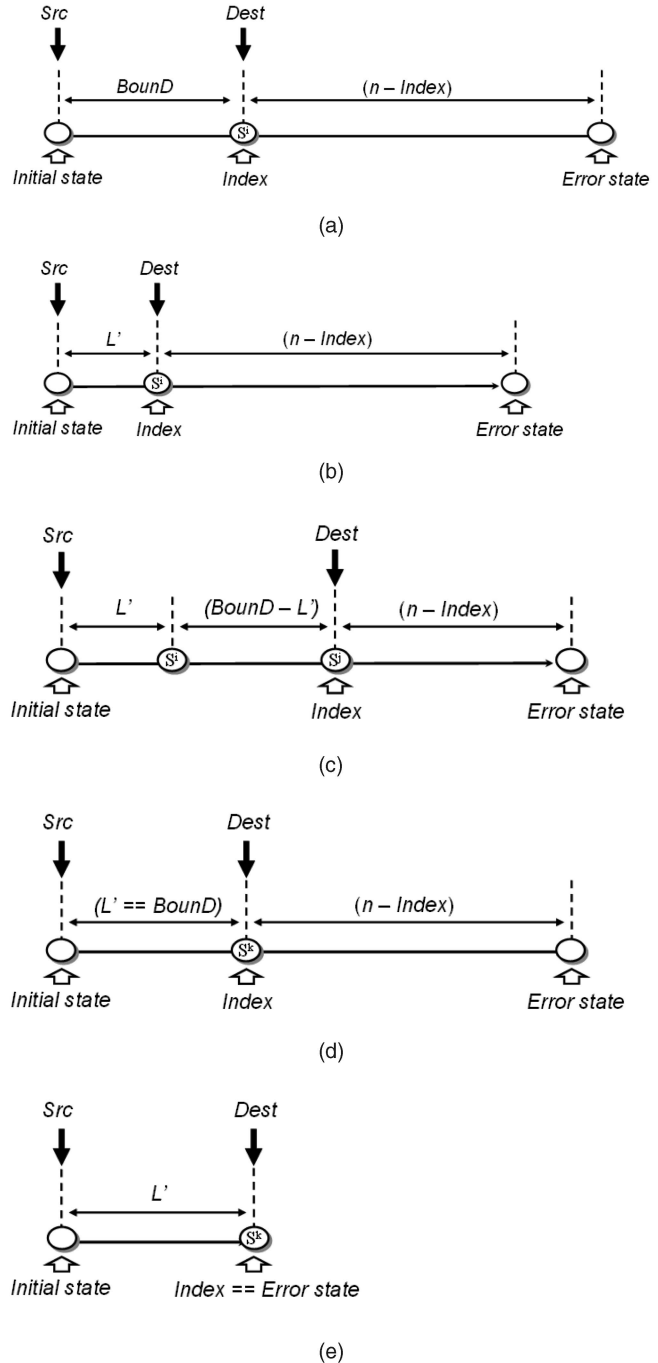 Src Dest
BounD (n – Index)
Sⁱ
Initial state Index Error state
(a)
Src Dest
L' (n – Index)
Sⁱ
Initial state Index Error state
(b)
Src Dest
L' (BounD – L') (n – Index)
Sⁱ Sʲ
Initial state Index Error state
(c)
Src Dest
(L' == BounD) (n – Index)
Sᵏ
Initial state Index Error state
(d)
Src Dest
L'
Sᵏ
Initial state Index == Error state
(e)